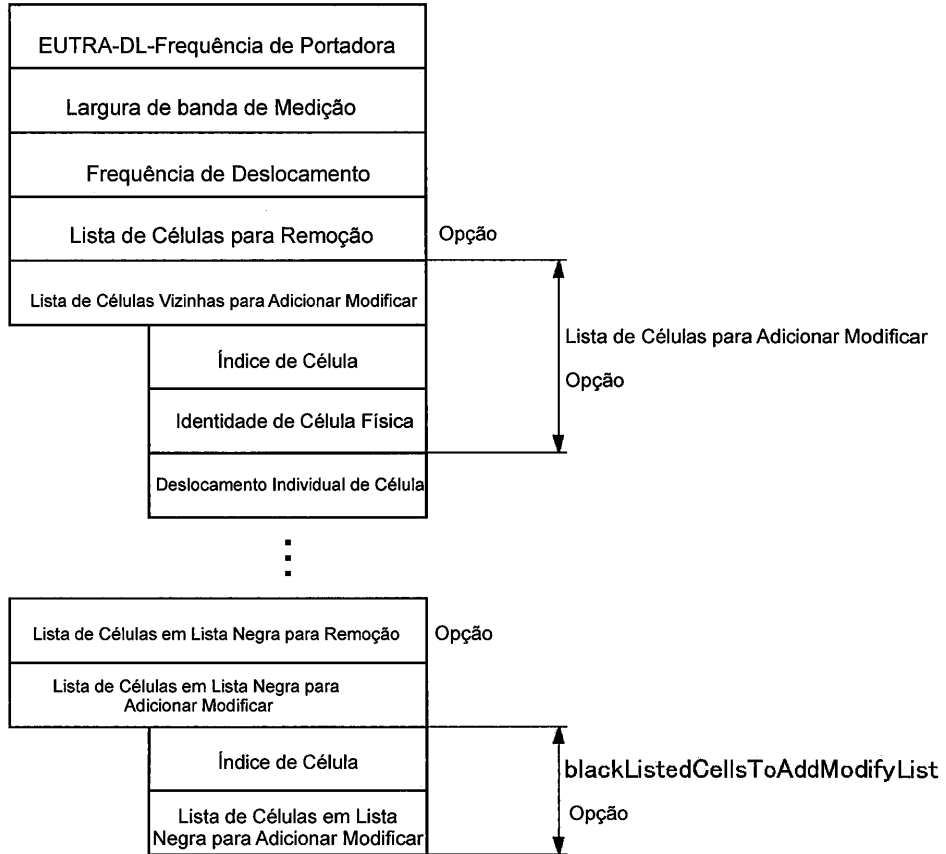 EUTRA-DL-Frequência de Portadora
Largura de banda de Medição
Frequência de Deslocamento
Lista de Células para Remoção
Opção
Lista de Células Vizinhas para Adicionar Modificar
Lista de Células para Adicionar Modificar
Índice de Célula
Opção
Identidade de Célula Física
Deslocamento Individual de Célula
Lista de Células em Lista Negra para Remoção
Opção
Lista de Células em Lista Negra para
Adicionar Modificar
Índice de Célula
blackListedCellsToAddModifyList
Opção
Lista de Células em Lista
Negra para Adicionar Modificar